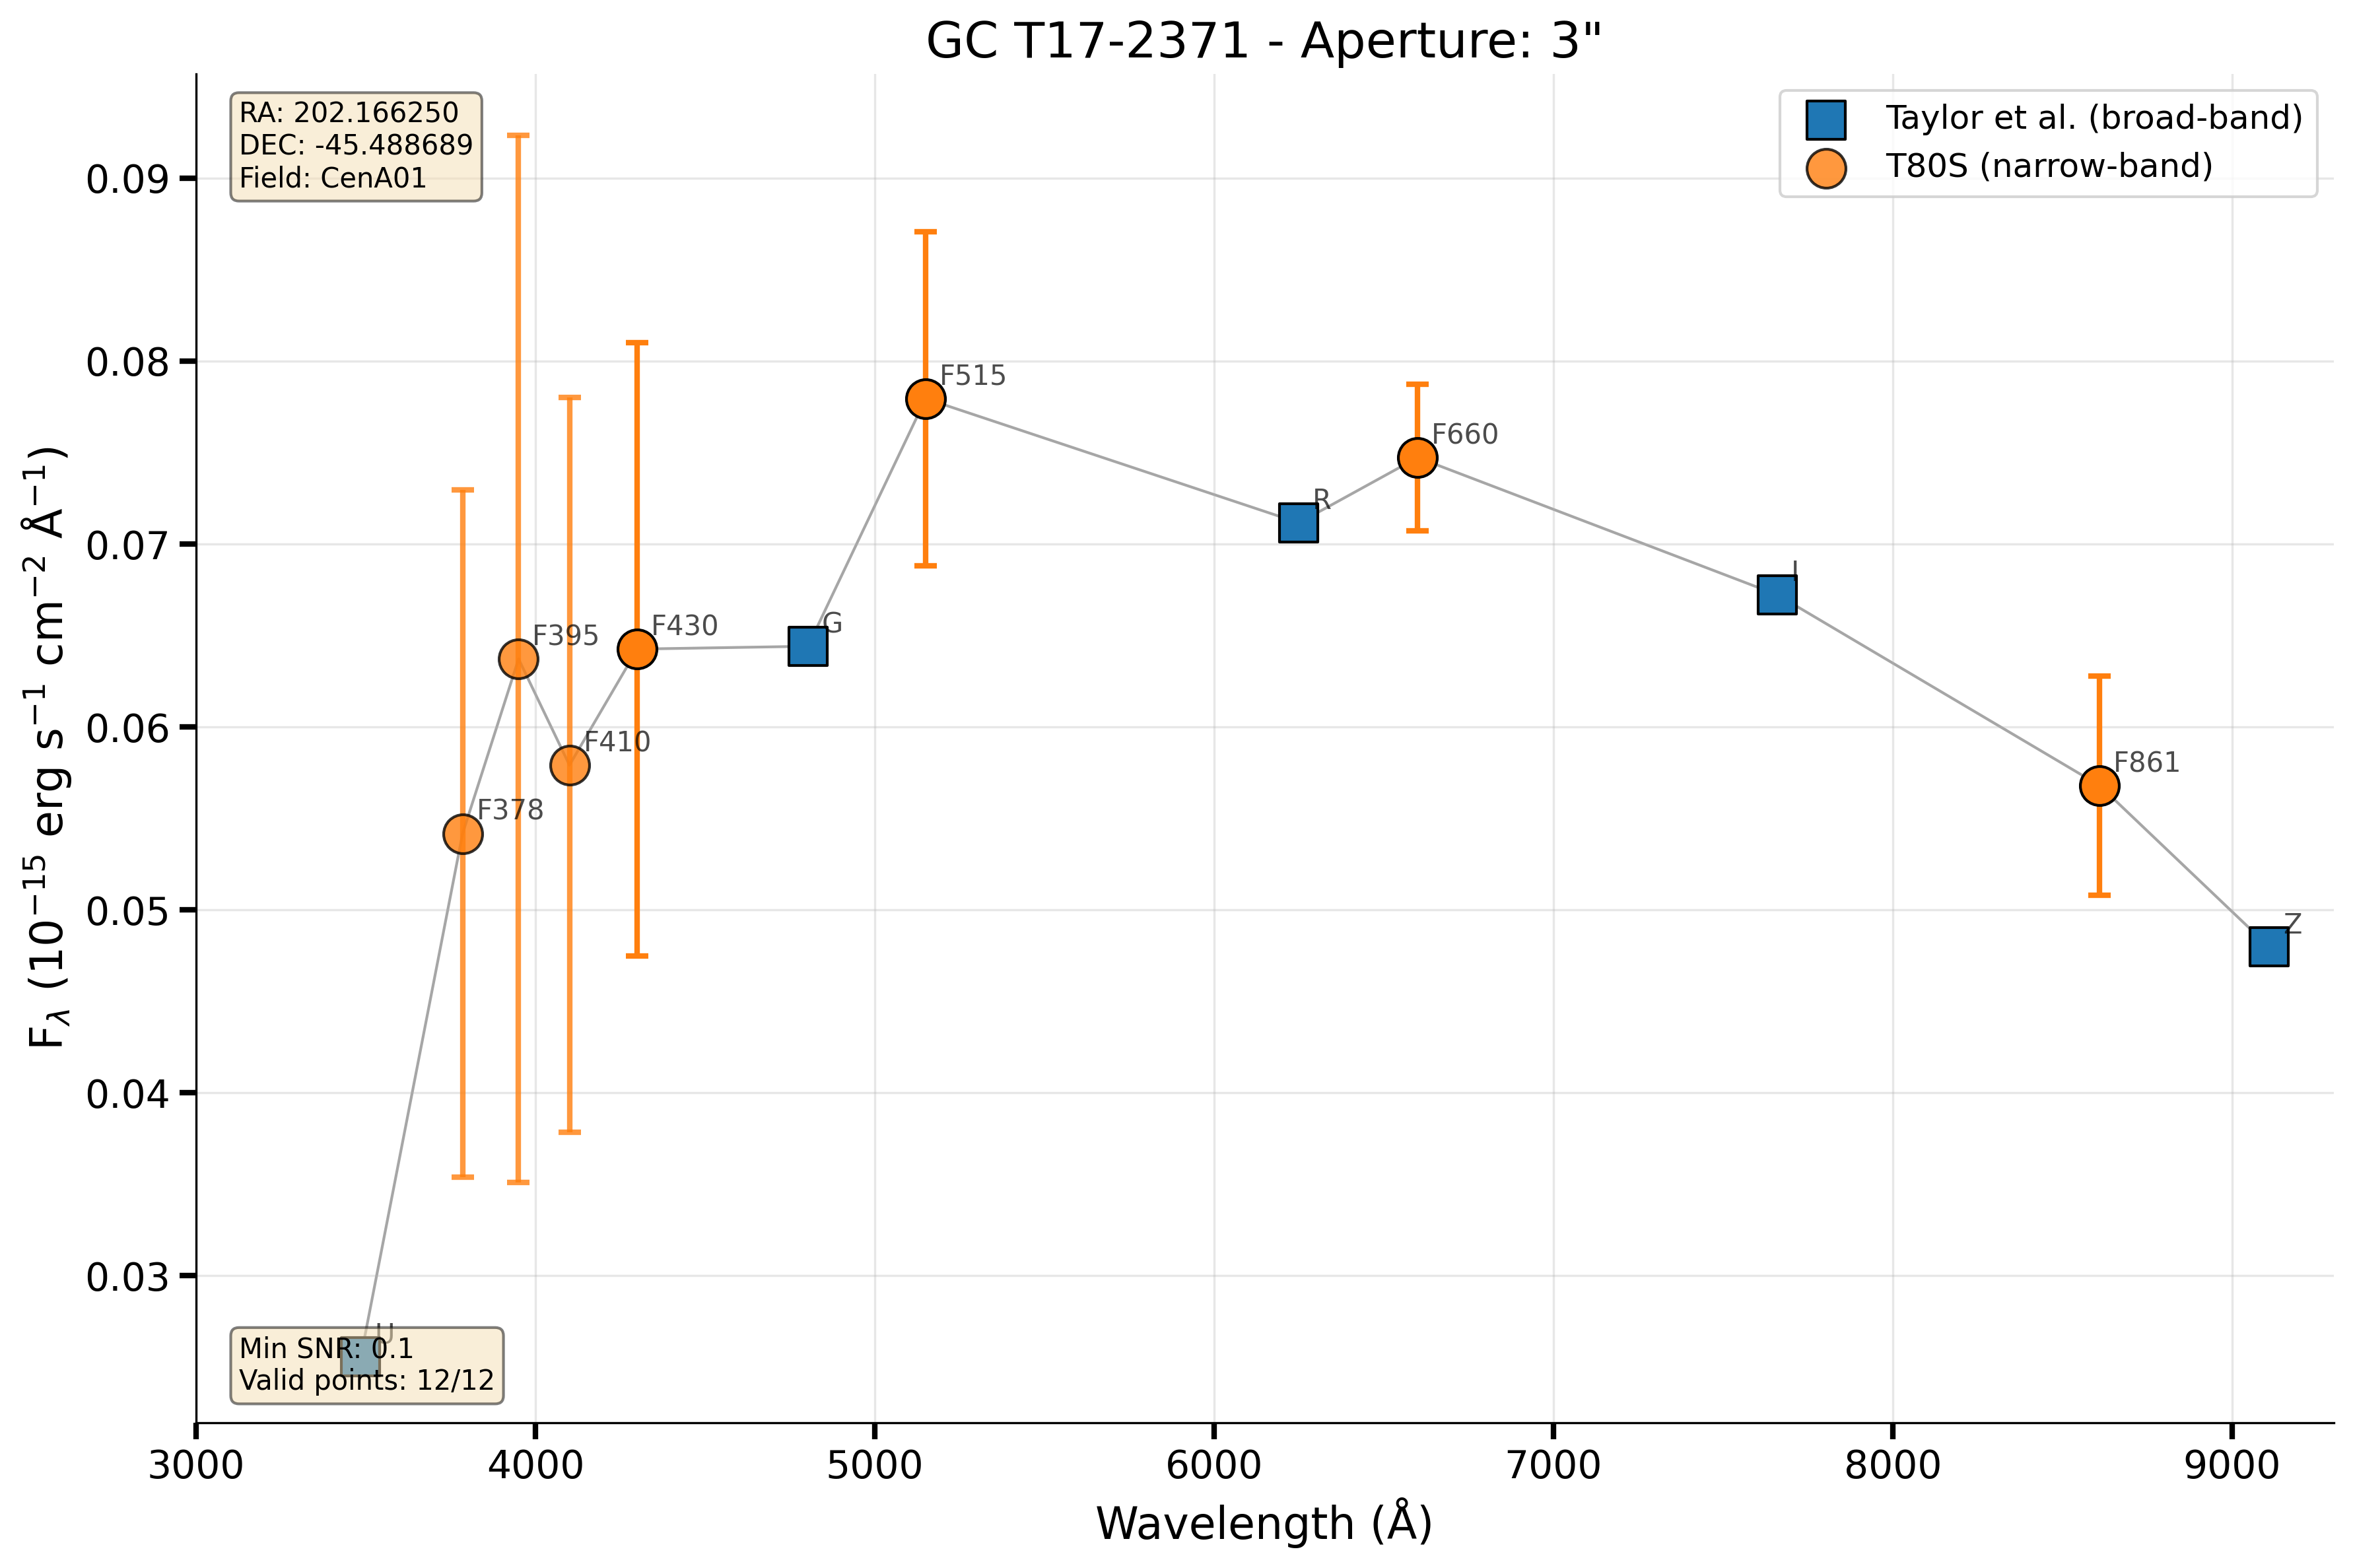 GC T17-2371 - Aperture: 3"
RA: 202.166250
DEC: -45.488689
Field: CenA01
Taylor et al. (broad-band)
T80S (narrow-band)
0.09
0.08
0.07
0.06
0.05
0.04
0.03
F515
F660
R
I
F395
F430
G
F410
F378
F861
Z
U
Min SNR: 0.1
Valid points: 12/12
3000 4000 5000 6000 7000 8000 9000
Wavelength (Å)
Fλ (10⁻¹⁵ erg s⁻¹ cm⁻² Å⁻¹)